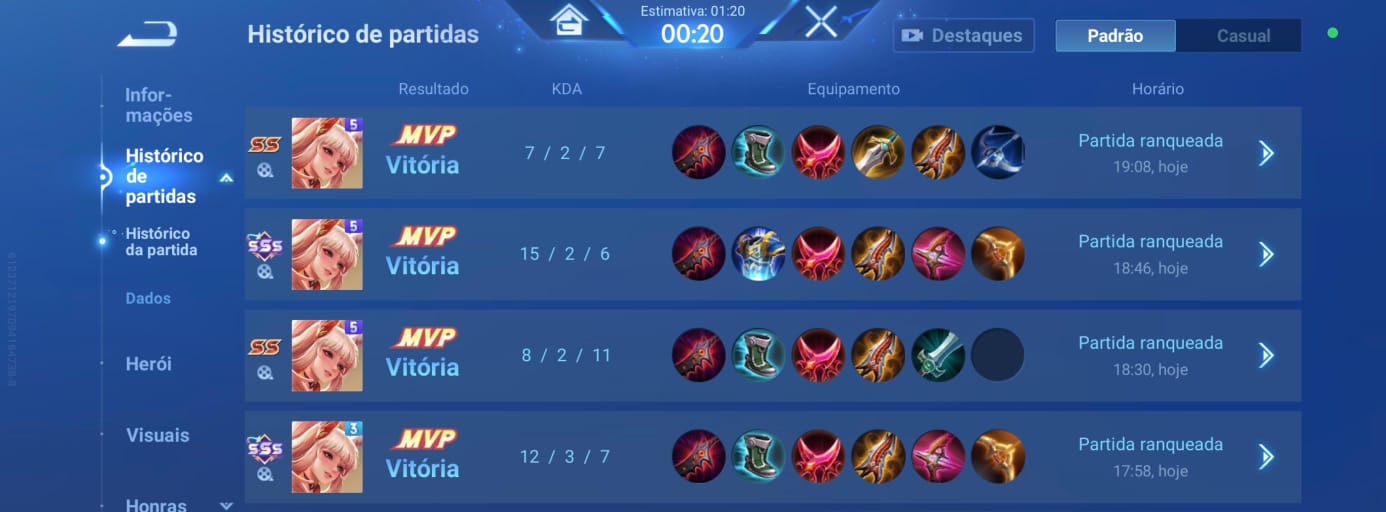 Estimativa: 01:20
00:20
Histórico de partidas
Destaques
Padrão
Casual
Infor-
mações
Histórico
de
partidas
Histórico
da partida
Dados
Herói
Visuais
Honras
Resultado
KDA
Equipamento
Horário
SS
5
MVP
Vitória
7 / 2 / 7
Partida ranqueada
19:08, hoje
SSS
5
MVP
Vitória
15 / 2 / 6
Partida ranqueada
18:46, hoje
SS
5
MVP
Vitória
8 / 2 / 11
Partida ranqueada
18:30, hoje
SSS
3
MVP
Vitória
12 / 3 / 7
Partida ranqueada
17:58, hoje